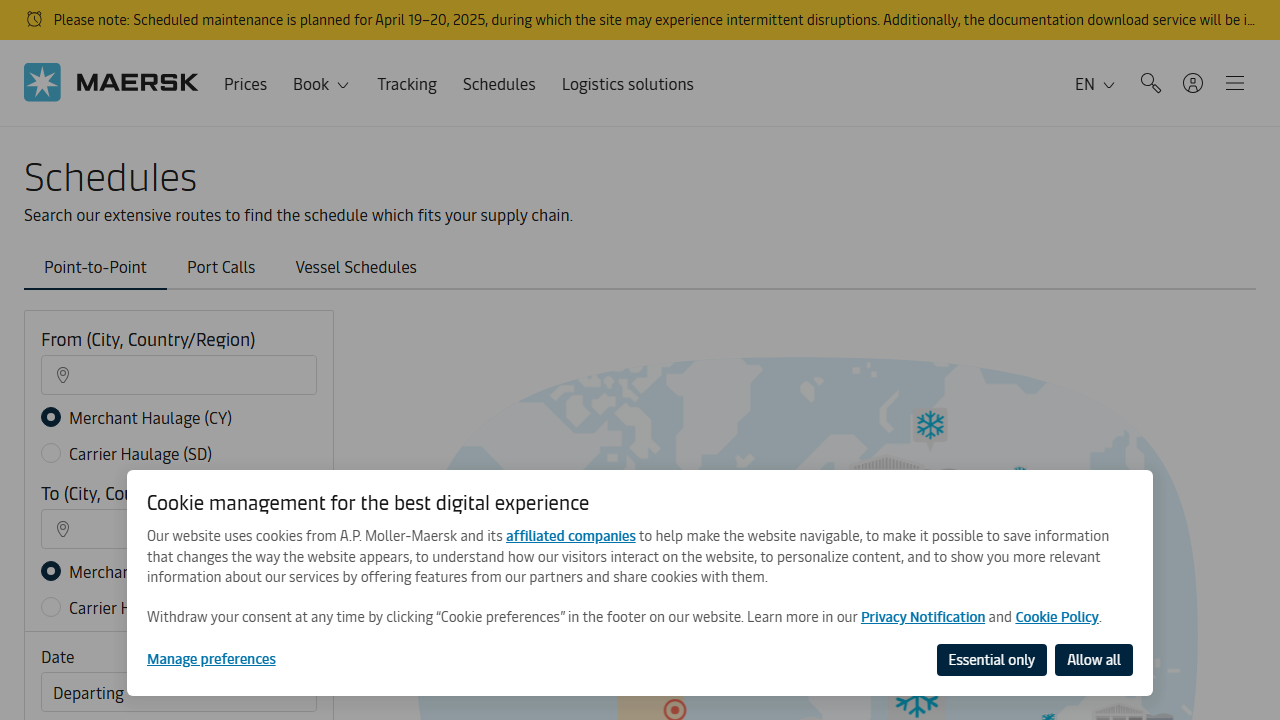 Please note: Scheduled maintenance is planned for April 19–20, 2025, during which the site may experience intermittent disruptions. Additionally, the documentation download service will be i...
MAERSK Prices Book Tracking Schedules Logistics solutions EN
Schedules
Search our extensive routes to find the schedule which fits your supply chain.
Point-to-Point Port Calls Vessel Schedules
From (City, Country/Region)
Merchant Haulage (CY)
Carrier Haulage (SD)
To (City, Cou
Merchan
Carrier H
Date
Departing
Cookie management for the best digital experience
Our website uses cookies from A.P. Moller-Maersk and its affiliated companies to help make the website navigable, to make it possible to save information
that changes the way the website appears, to understand how our visitors interact on the website, to personalize content, and to show you more relevant
information about our services by offering features from our partners and share cookies with them.
Withdraw your consent at any time by clicking “Cookie preferences” in the footer on our website. Learn more in our Privacy Notification and Cookie Policy.
Manage preferences Essential only Allow all